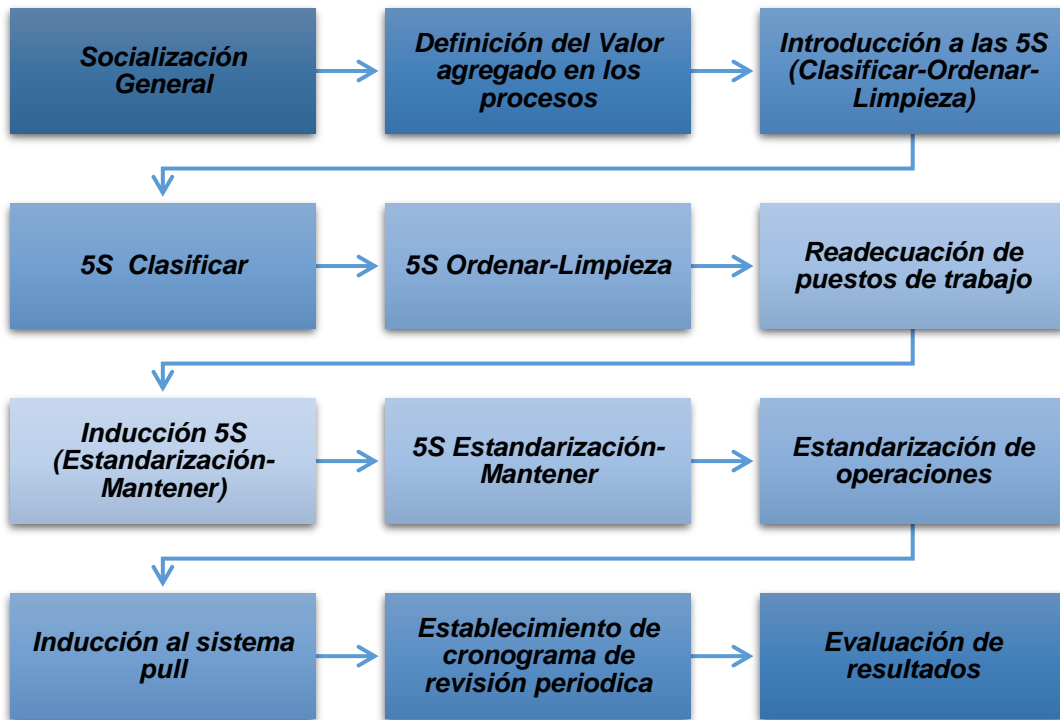 Socialización
General
Definición del Valor
agregado en los
procesos
Introducción a las 5S
(Clasificar-Ordenar-
Limpieza)
5S  Clasificar
5S Ordenar-Limpieza
Readecuación de
puestos de trabajo
Inducción 5S
(Estandarización-
Mantener)
5S Estandarización-
Mantener
Estandarización de
operaciones
Inducción al sistema
pull
Establecimiento de
cronograma de
revisión periodica
Evaluación de
resultados